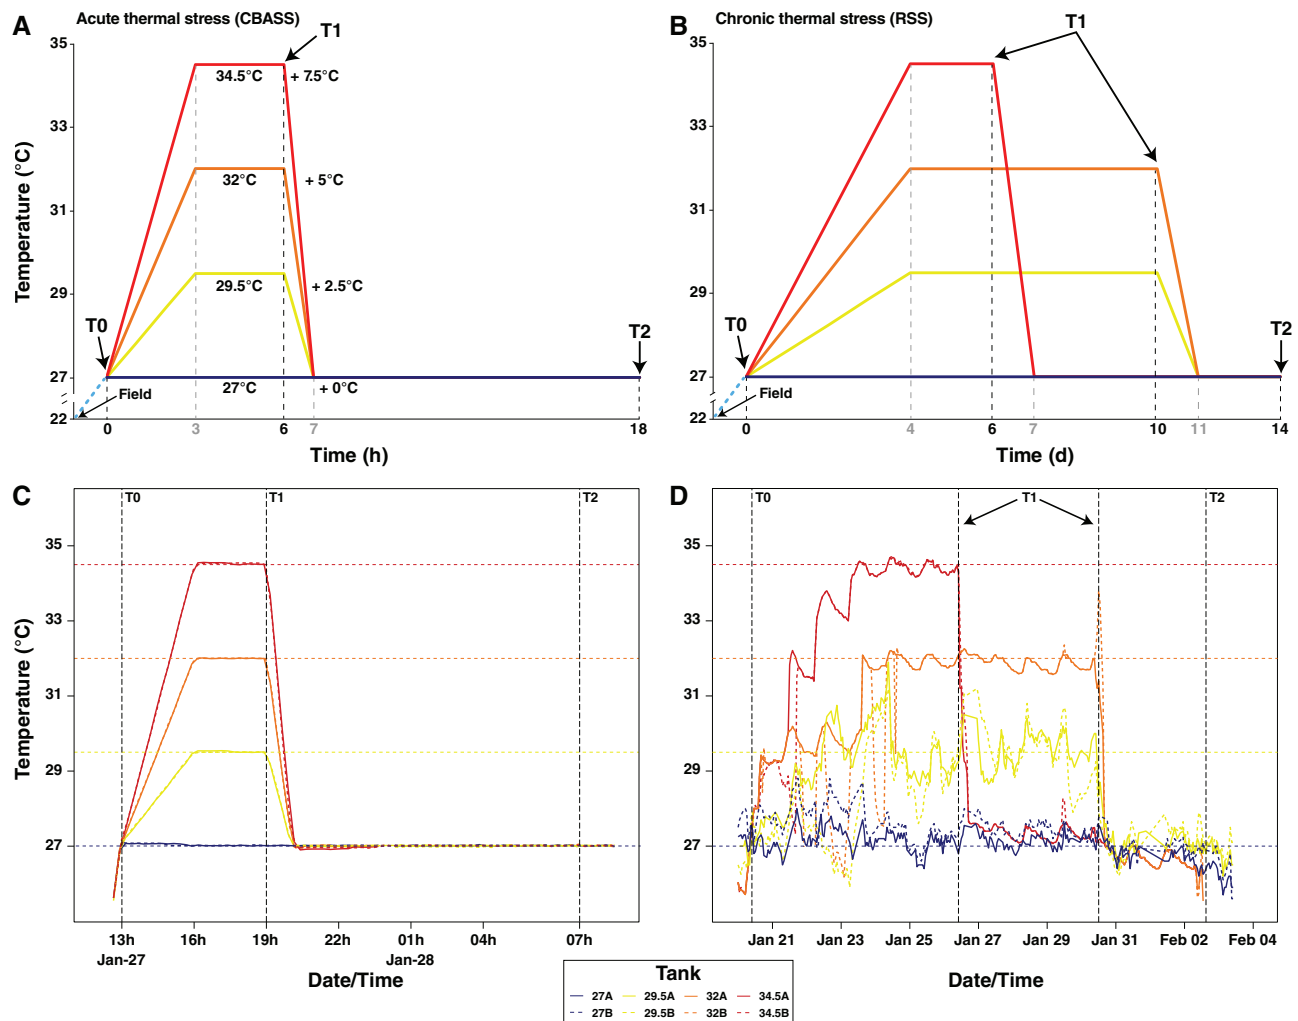 A
Acute thermal stress (CBASS)
T1
35
34.5°C
+ 7.5°C
33
32°C
+ 5°C
31
29.5°C
+ 2.5°C
29
T0
T2
27
27°C
+ 0°C
Field
22
0
3
6
7
18
Temperature (°C)
Time (h)
B
Chronic thermal stress (RSS)
T1
35
33
31
29
T0
T2
27
Field
22
0
4
6
7
10
11
14
Temperature (°C)
Time (d)
C
T0
T1
T2
35
33
31
29
27
Temperature (°C)
13h
16h
19h
22h
01h
04h
07h
Jan-27
Jan-28
Date/Time
D
T0
T1
T2
35
33
31
29
27
Temperature (°C)
Jan 21
Jan 23
Jan 25
Jan 27
Jan 29
Jan 31
Feb 02
Feb 04
Date/Time
Tank
27A
29.5A
32A
34.5A
27B
29.5B
32B
34.5B